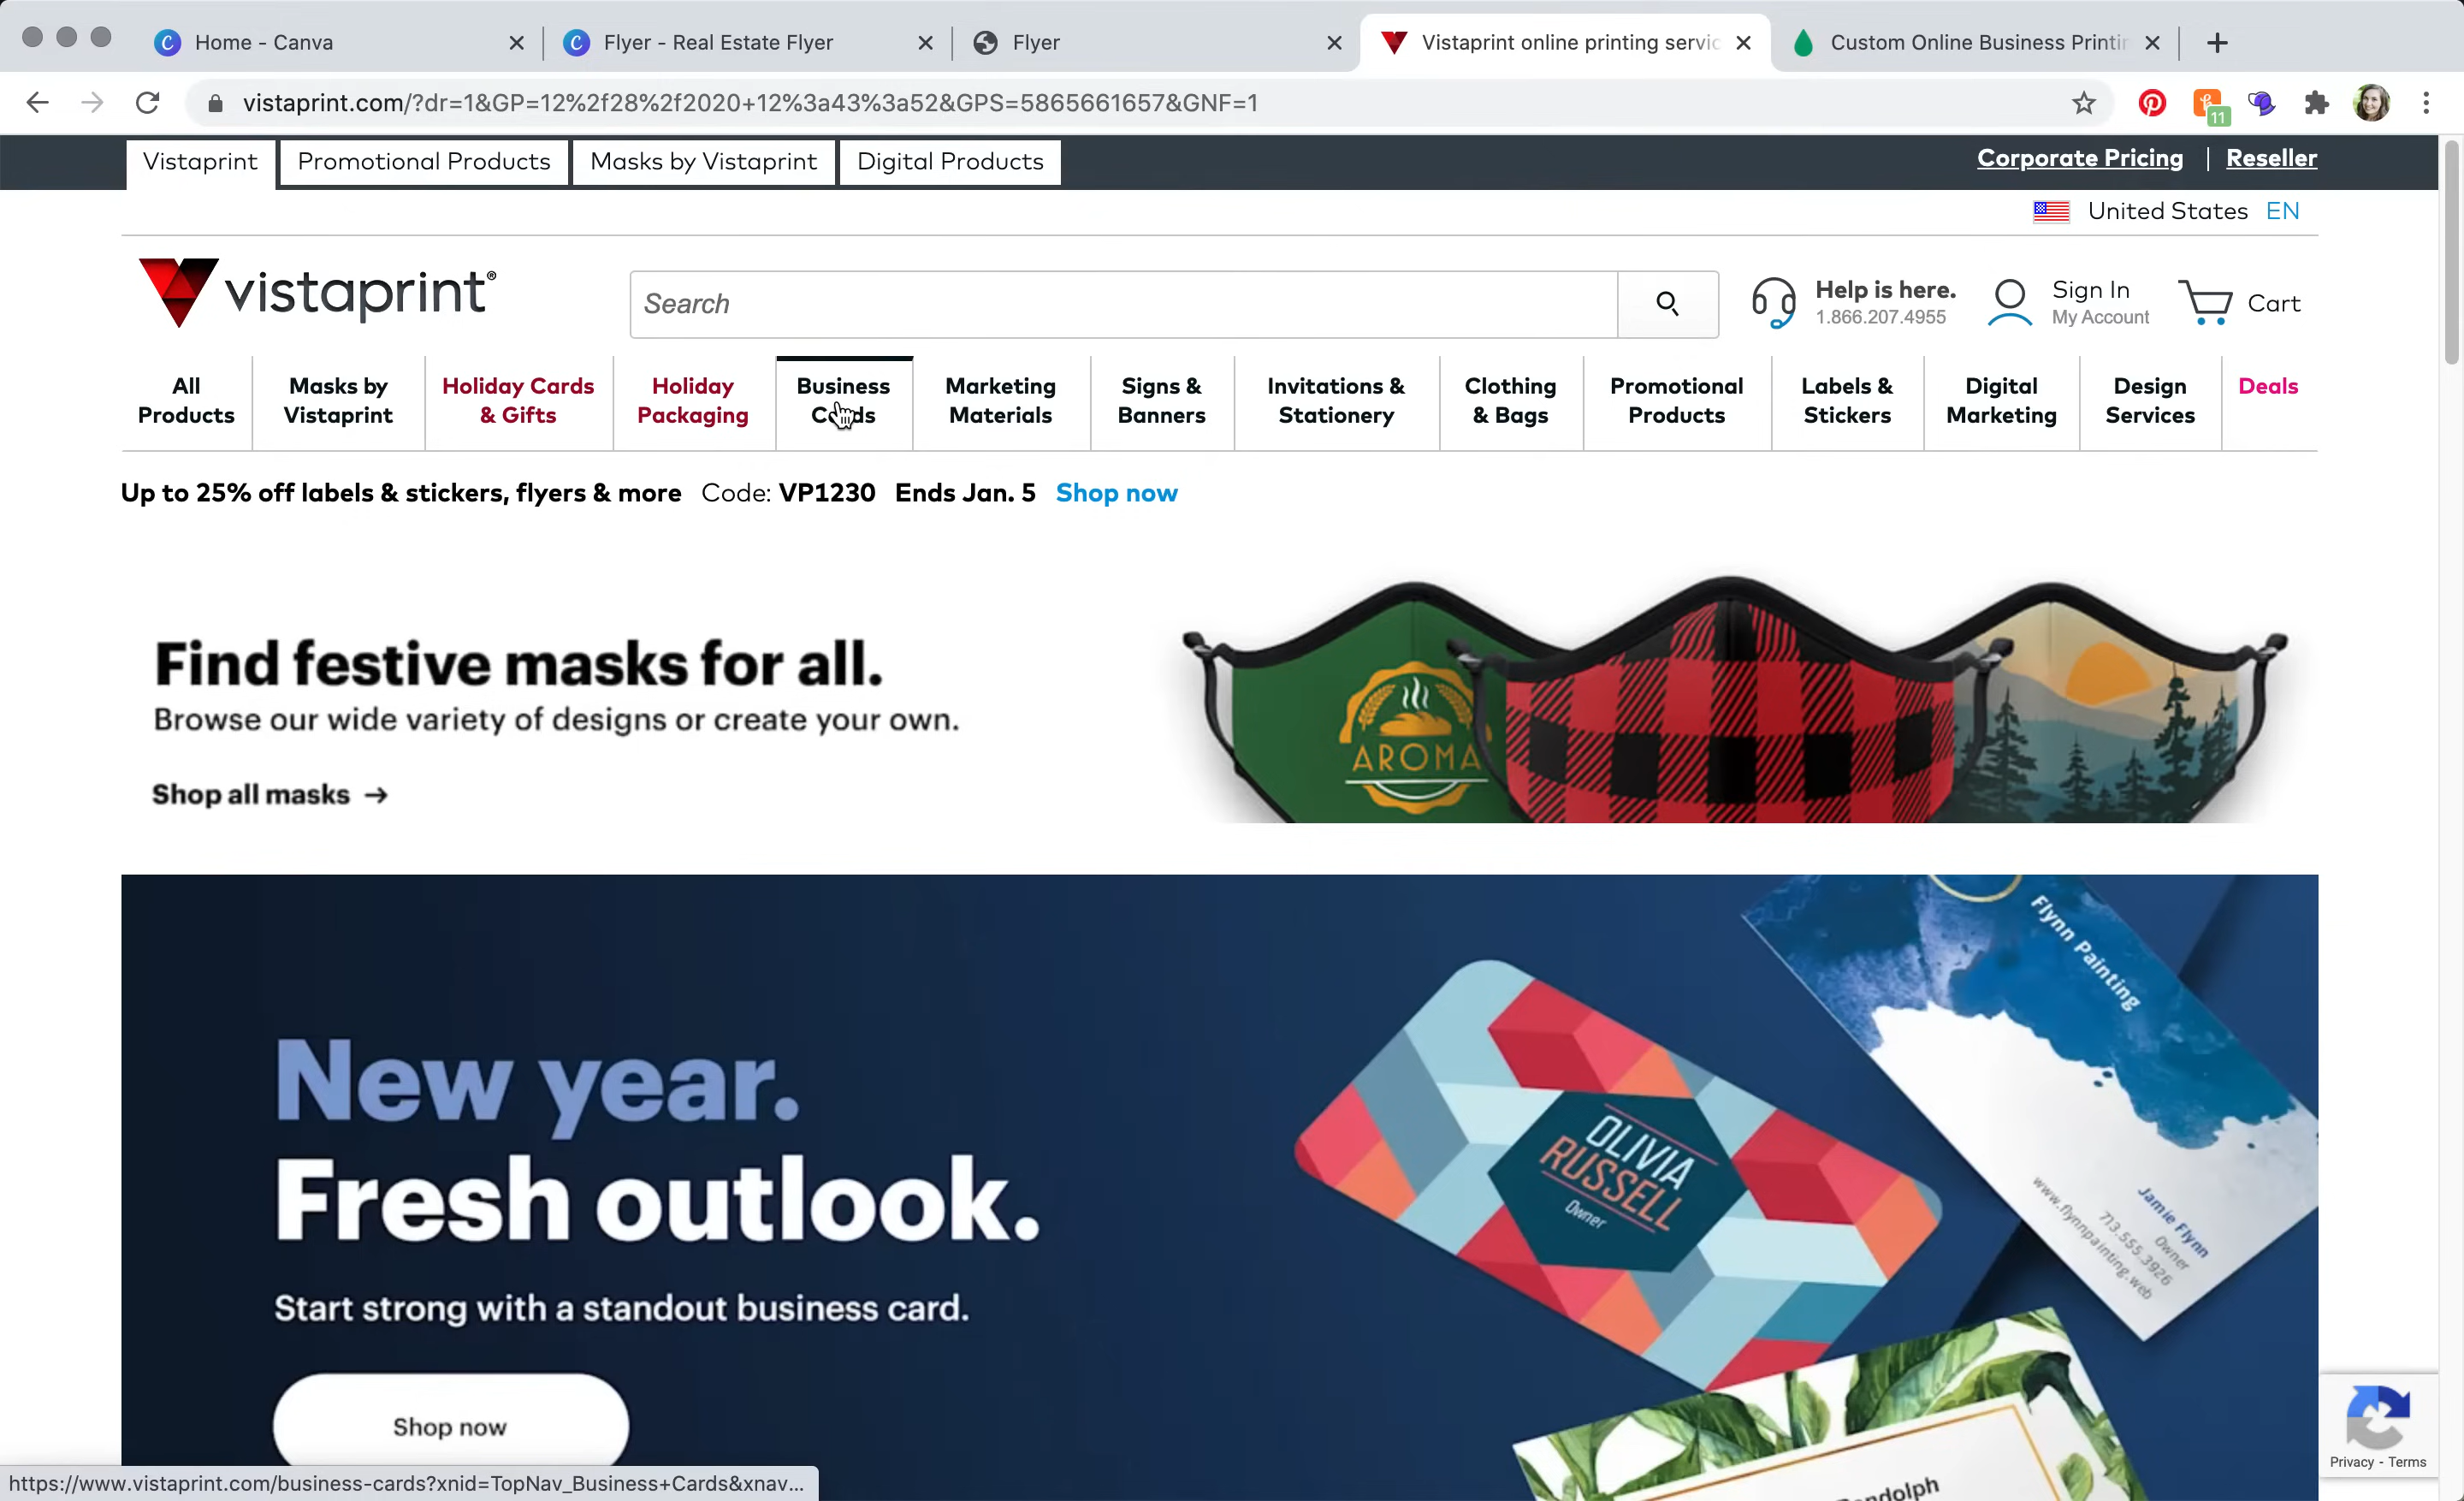 Home - Canva
Flyer - Real Estate Flyer
Flyer
Vistaprint online printing servic
Custom Online Business Printin
vistaprint.com/?dr=1&GP=12%2f28%2f2020+12%3a43%3a52&GPS=5865661657&GNF=1
11
Vistaprint
Promotional Products
Masks by Vistaprint
Digital Products
Corporate Pricing | Reseller
United States EN
vistaprint®
Search
Help is here.
1.866.207.4955
Sign In
My Account
Cart
All Products
Masks by Vistaprint
Holiday Cards & Gifts
Holiday Packaging
Business
Marketing Materials
Signs & Banners
Invitations & Stationery
Clothing & Bags
Promotional Products
Labels & Stickers
Digital Marketing
Design Services
Deals
Up to 25% off labels & stickers, flyers & more Code: VP1230 Ends Jan. 5 Shop now
Find festive masks for all.
Browse our wide variety of designs or create your own.
Shop all masks →
AROMA
New year.
Fresh outlook.
Start strong with a standout business card.
Shop now
OLIVIA
RUSSELL
Owner
Flynn Painting
Jamie Flynn
Owner
713.555.3926
www.flynnpainting.web
Privacy - Terms
https://www.vistaprint.com/business-cards?xnid=TopNav_Business+Cards&xnav...